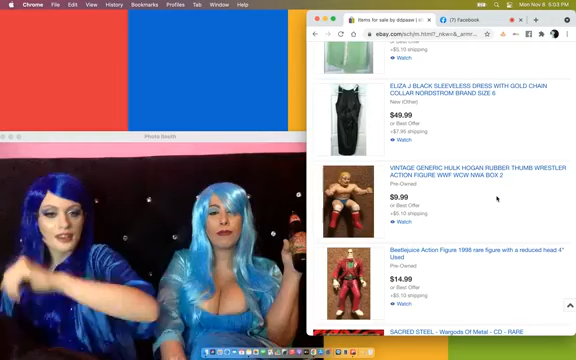 Chrome File Edit View History Bookmarks Profiles Tab Window Help
Mon Nov 8 5:03 PM
Items for sale by ddpaaw
Facebook
Photo Booth
+$5.10 shipping
Watch
ELIZA J BLACK SLEEVELESS DRESS WITH GOLD CHAIN
COLLAR NORDSTROM BRAND SIZE 6
New (Other)
$49.99
or Best Offer
+$7.95 shipping
Watch
VINTAGE GENERIC HULK HOGAN RUBBER THUMB WRESTLER
ACTION FIGURE WWF WCW NWA BOX 2
Pre-Owned
$9.99
or Best Offer
+$5.10 shipping
Watch
Beetlejuice Action Figure 1998 rare figure with a reduced head 4"
Used
Pre-Owned
$14.99
or Best Offer
+$5.10 shipping
Watch
SACRED STEEL - Wargods Of Metal - CD - RARE